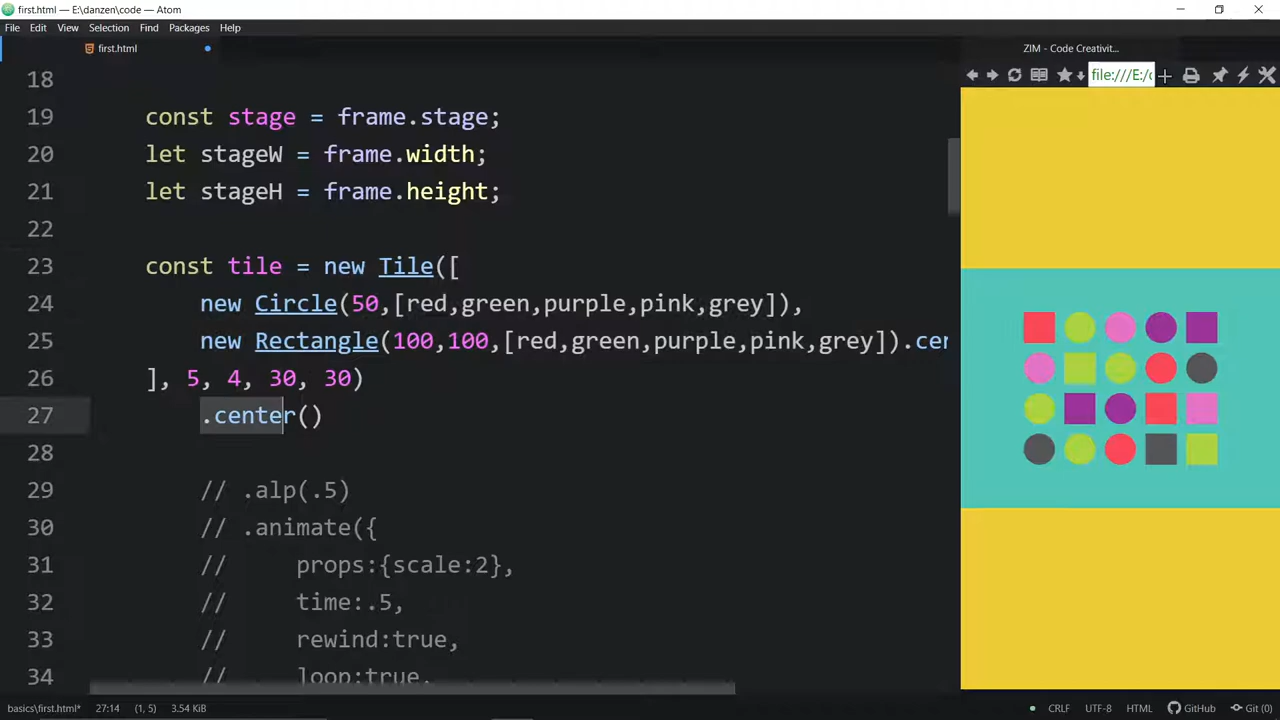 first.html — E:\danzen\code — Atom
File Edit View Selection Find Packages Help
first.html
ZIM - Code Creativit...
file:///E:/c
18
19 const stage = frame.stage;
20 let stageW = frame.width;
21 let stageH = frame.height;
22
23 const tile = new Tile([
24 new Circle(50,[red,green,purple,pink,grey]),
25 new Rectangle(100,100,[red,green,purple,pink,grey]).cer
26 ], 5, 4, 30, 30)
27 .center()
28
29 // .alp(.5)
30 // .animate({
31 // props:{scale:2},
32 // time:.5,
33 // rewind:true,
34 // loop:true,
basics\first.html* 27:14 (1, 5) 3.54 KiB CRLF UTF-8 HTML GitHub Git (0)